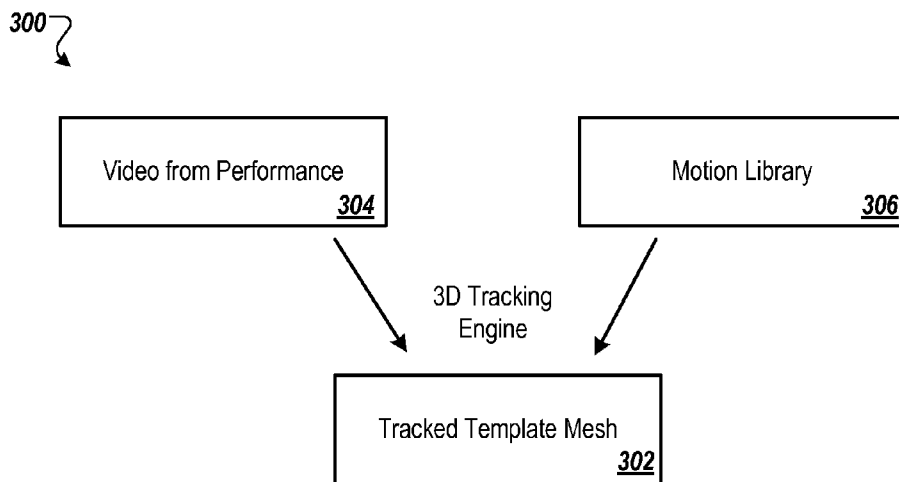 300
Video from Performance
304
Motion Library
306
3D Tracking
Engine
Tracked Template Mesh
302